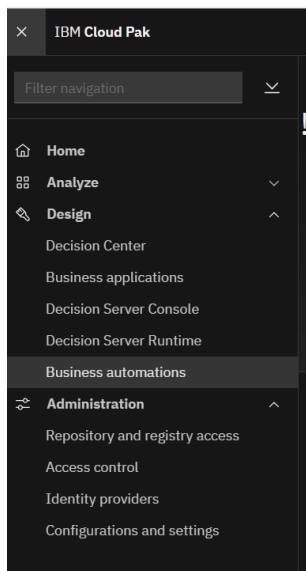 IBM Cloud Pak
Filter navigation
Home
Analyze
Design
Decision Center
Business applications
Decision Server Console
Decision Server Runtime
Business automations
Administration
Repository and registry access
Access control
Identity providers
Configurations and settings